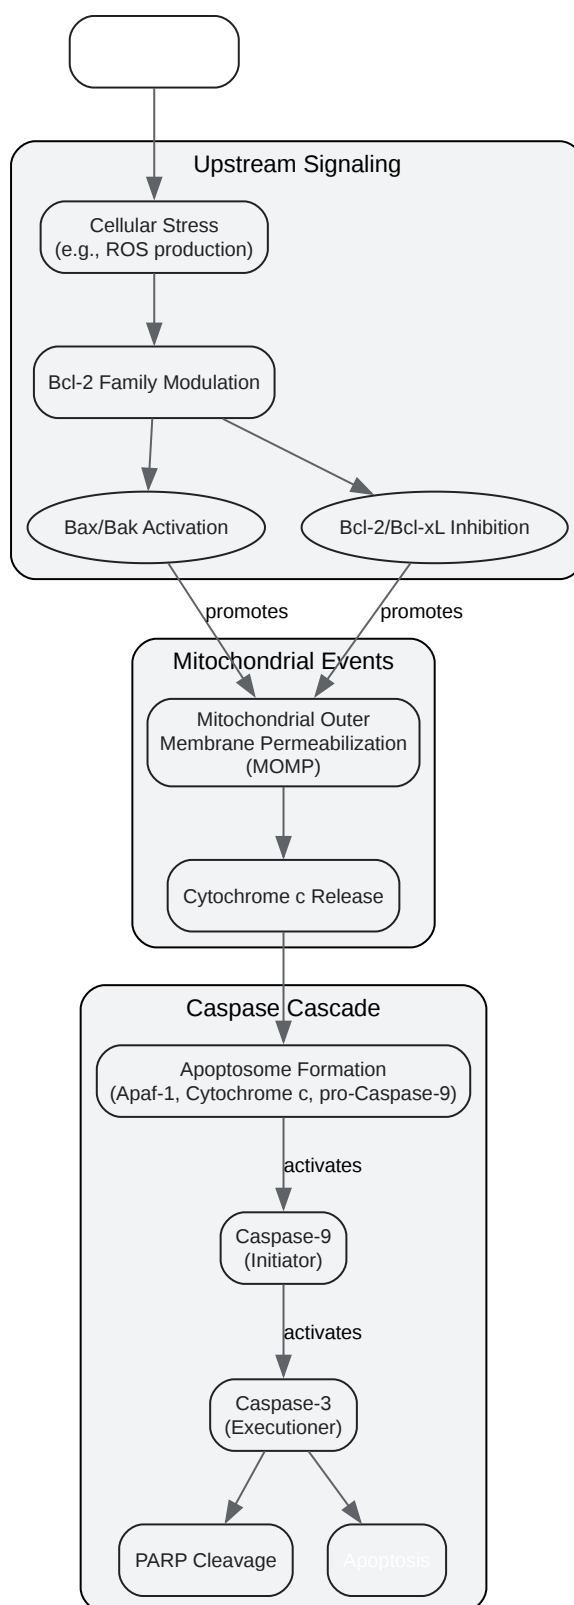 Upstream Signaling
Cellular Stress
(e.g., ROS production)
Bcl-2 Family Modulation
Bax/Bak Activation
Bcl-2/Bcl-xL Inhibition
promotes
promotes
Mitochondrial Events
Mitochondrial Outer
Membrane Permeabilization
(MOMP)
Cytochrome c Release
Caspase Cascade
Apoptosome Formation
(Apaf-1, Cytochrome c, pro-Caspase-9)
activates
Caspase-9
(Initiator)
activates
Caspase-3
(Executioner)
PARP Cleavage
Apoptosis